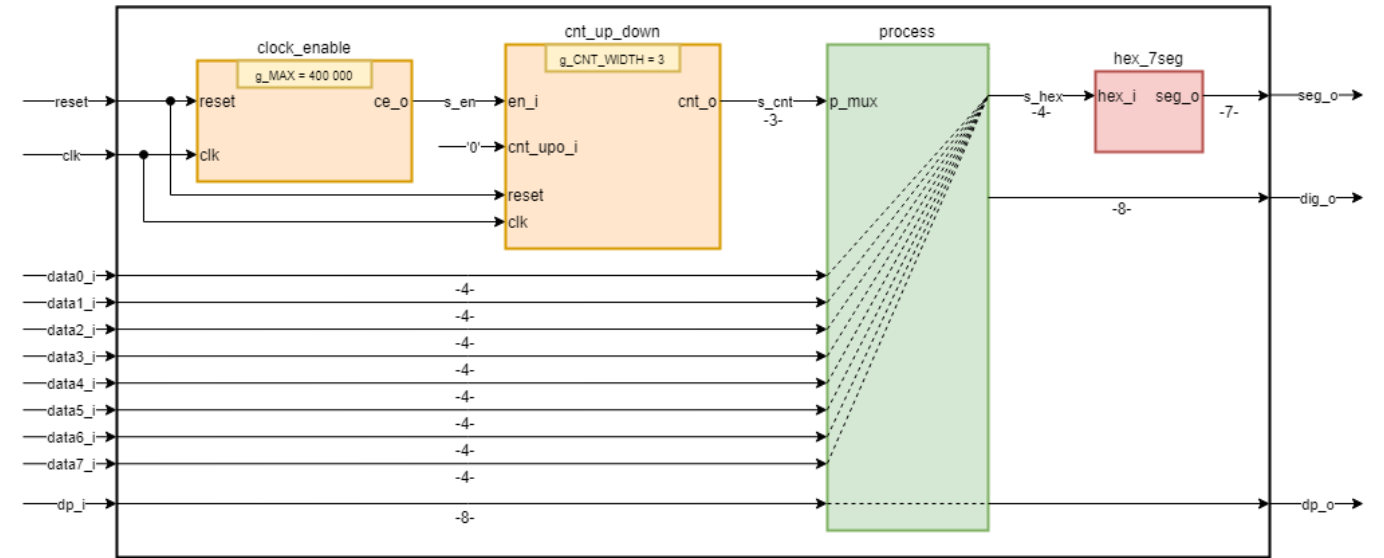 clock_enable
g_MAX = 400 000
reset
reset
ce_o
clk
clk
s_en
cnt_up_down
g_CNT_WIDTH = 3
en_i
cnt_o
'0'
cnt_upo_i
reset
clk
s_cnt
-3-
process
p_mux
s_hex
-4-
hex_7seg
hex_i
seg_o
-7-
seg_o
-8-
dig_o
data0_i
-4-
data1_i
-4-
data2_i
-4-
data3_i
-4-
data4_i
-4-
data5_i
-4-
data6_i
-4-
data7_i
-4-
dp_i
-8-
dp_o